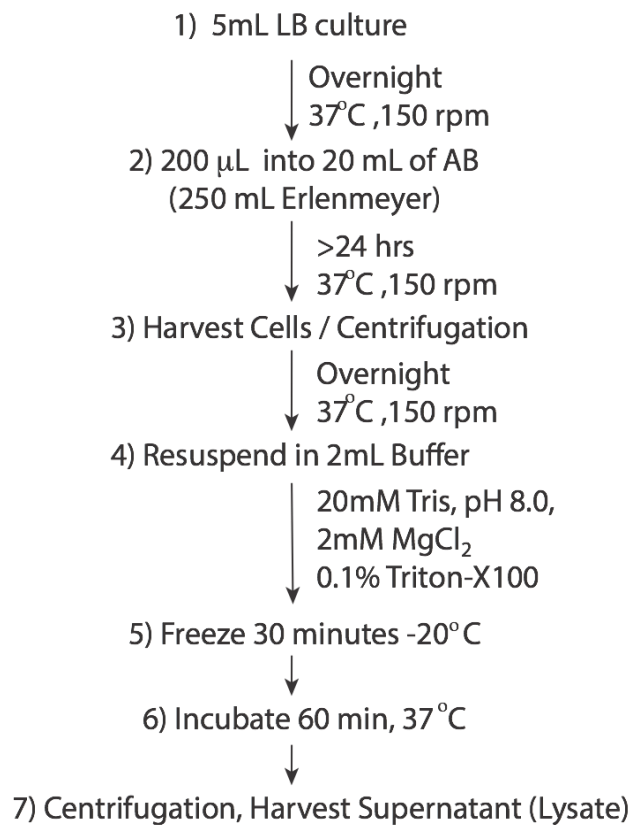 1) 5mL LB culture
Overnight
37°C ,150 rpm
2) 200 µL into 20 mL of AB
(250 mL Erlenmeyer)
>24 hrs
37°C ,150 rpm
3) Harvest Cells / Centrifugation
Overnight
37°C ,150 rpm
4) Resuspend in 2mL Buffer
20mM Tris, pH 8.0,
2mM MgCl₂
0.1% Triton-X100
5) Freeze 30 minutes -20°C
6) Incubate 60 min, 37°C
7) Centrifugation, Harvest Supernatant (Lysate)